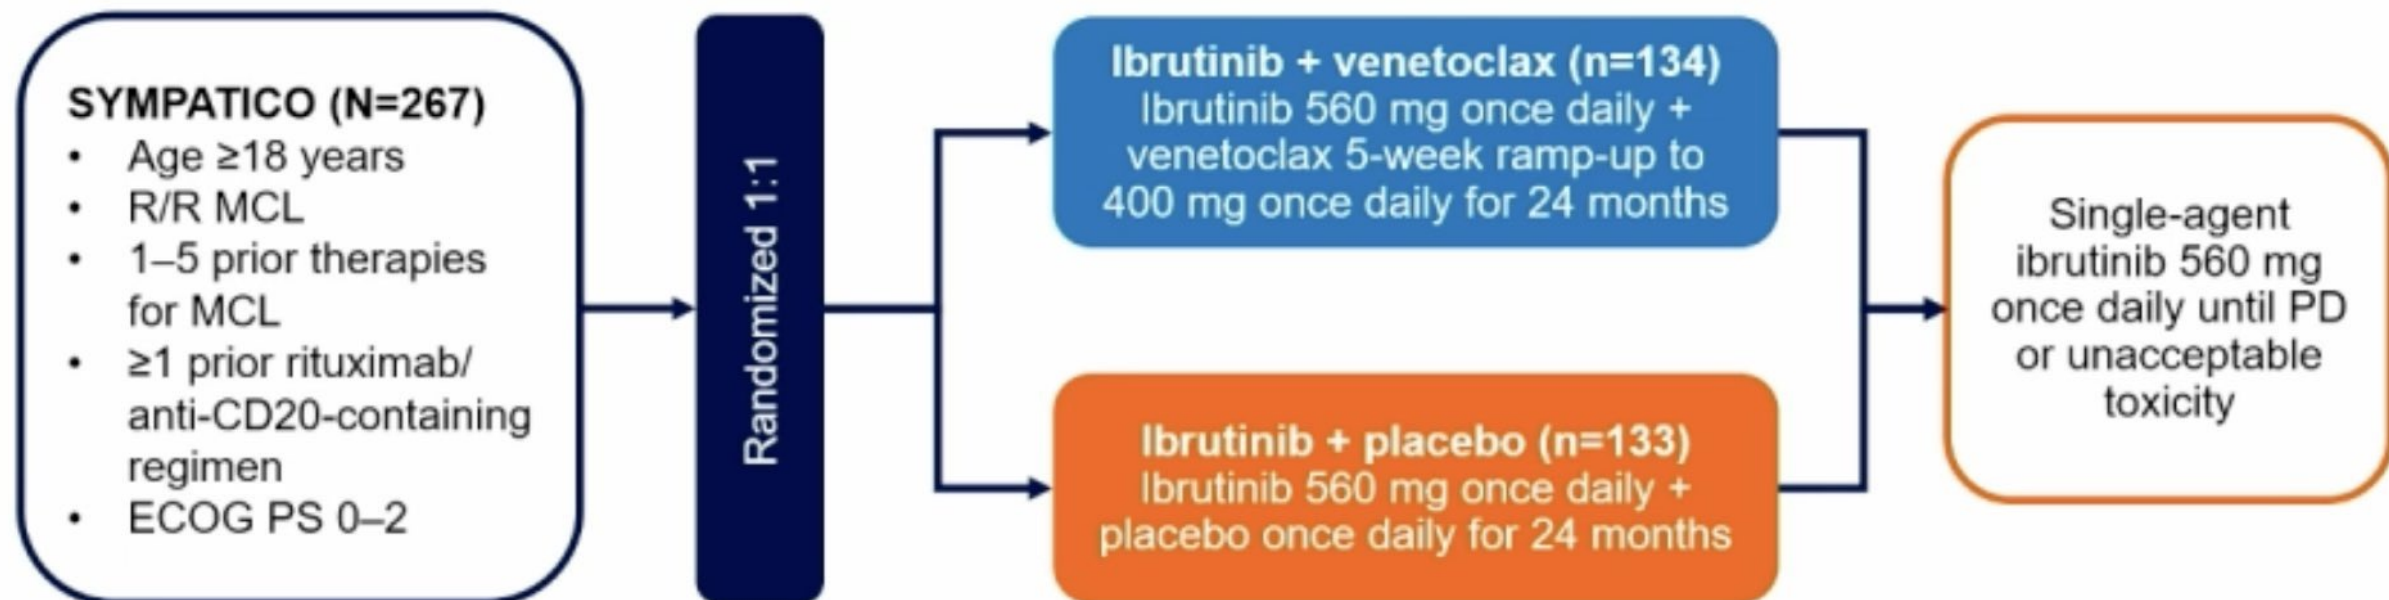 SYMPATICO (N=267)
• Age ≥18 years
• R/R MCL
• 1–5 prior therapies
for MCL
• ≥1 prior rituximab/
anti-CD20-containing
regimen
• ECOG PS 0–2
Randomized 1:1
Ibrutinib + venetoclax (n=134)
Ibrutinib 560 mg once daily +
venetoclax 5-week ramp-up to
400 mg once daily for 24 months
Ibrutinib + placebo (n=133)
Ibrutinib 560 mg once daily +
placebo once daily for 24 months
Single-agent
ibrutinib 560 mg
once daily until PD
or unacceptable
toxicity